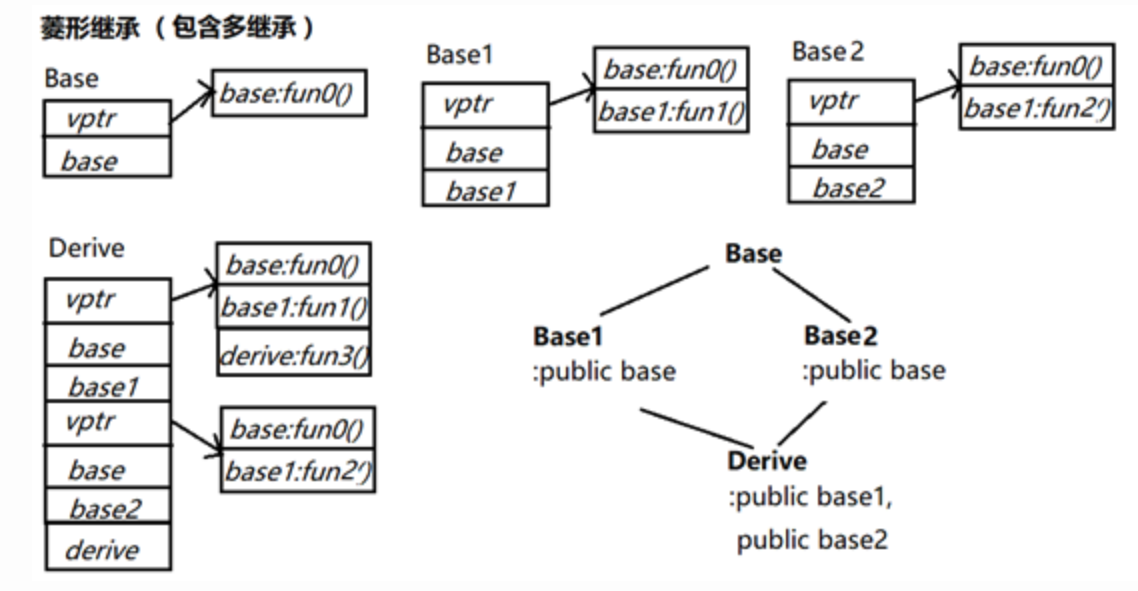 菱形继承（包含多继承）
Base
vptr
base
base:fun0()
Base1
vptr
base
base1
base:fun0()
base1:fun1()
Base2
vptr
base
base2
base:fun0()
base1:fun2()
Derive
vptr
base
base1
vptr
base
base2
derive
base:fun0()
base1:fun1()
derive:fun3()
base:fun0()
base1:fun2()
Base
Base1
:public base
Base2
:public base
Derive
:public base1,
public base2